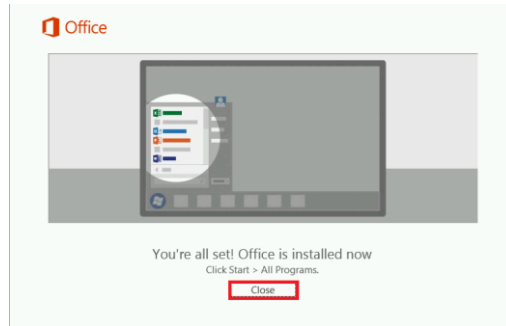 Office
You're all set! Office is installed now
Click Start > All Programs.
Close